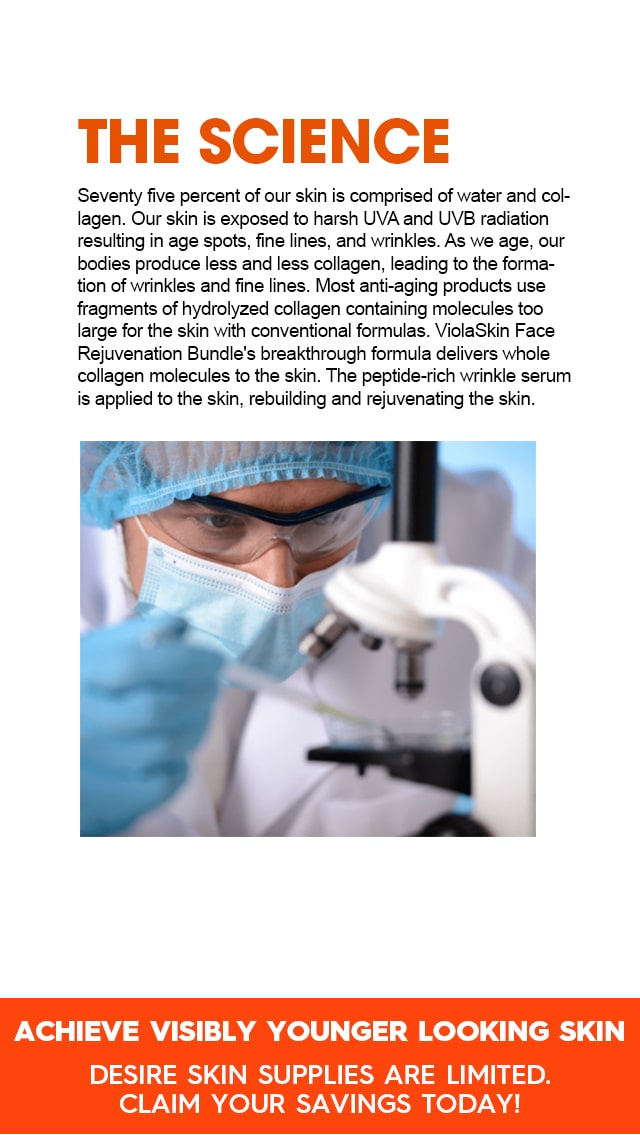 THE SCIENCE
Seventy five percent of our skin is comprised of water and col-
lagen. Our skin is exposed to harsh UVA and UVB radiation
resulting in age spots, fine lines, and wrinkles. As we age, our
bodies produce less and less collagen, leading to the forma-
tion of wrinkles and fine lines. Most anti-aging products use
fragments of hydrolyzed collagen containing molecules too
large for the skin with conventional formulas. ViolaSkin Face
Rejuvenation Bundle's breakthrough formula delivers whole
collagen molecules to the skin. The peptide-rich wrinkle serum
is applied to the skin, rebuilding and rejuvenating the skin.
ACHIEVE VISIBLY YOUNGER LOOKING SKIN
DESIRE SKIN SUPPLIES ARE LIMITED.
CLAIM YOUR SAVINGS TODAY!